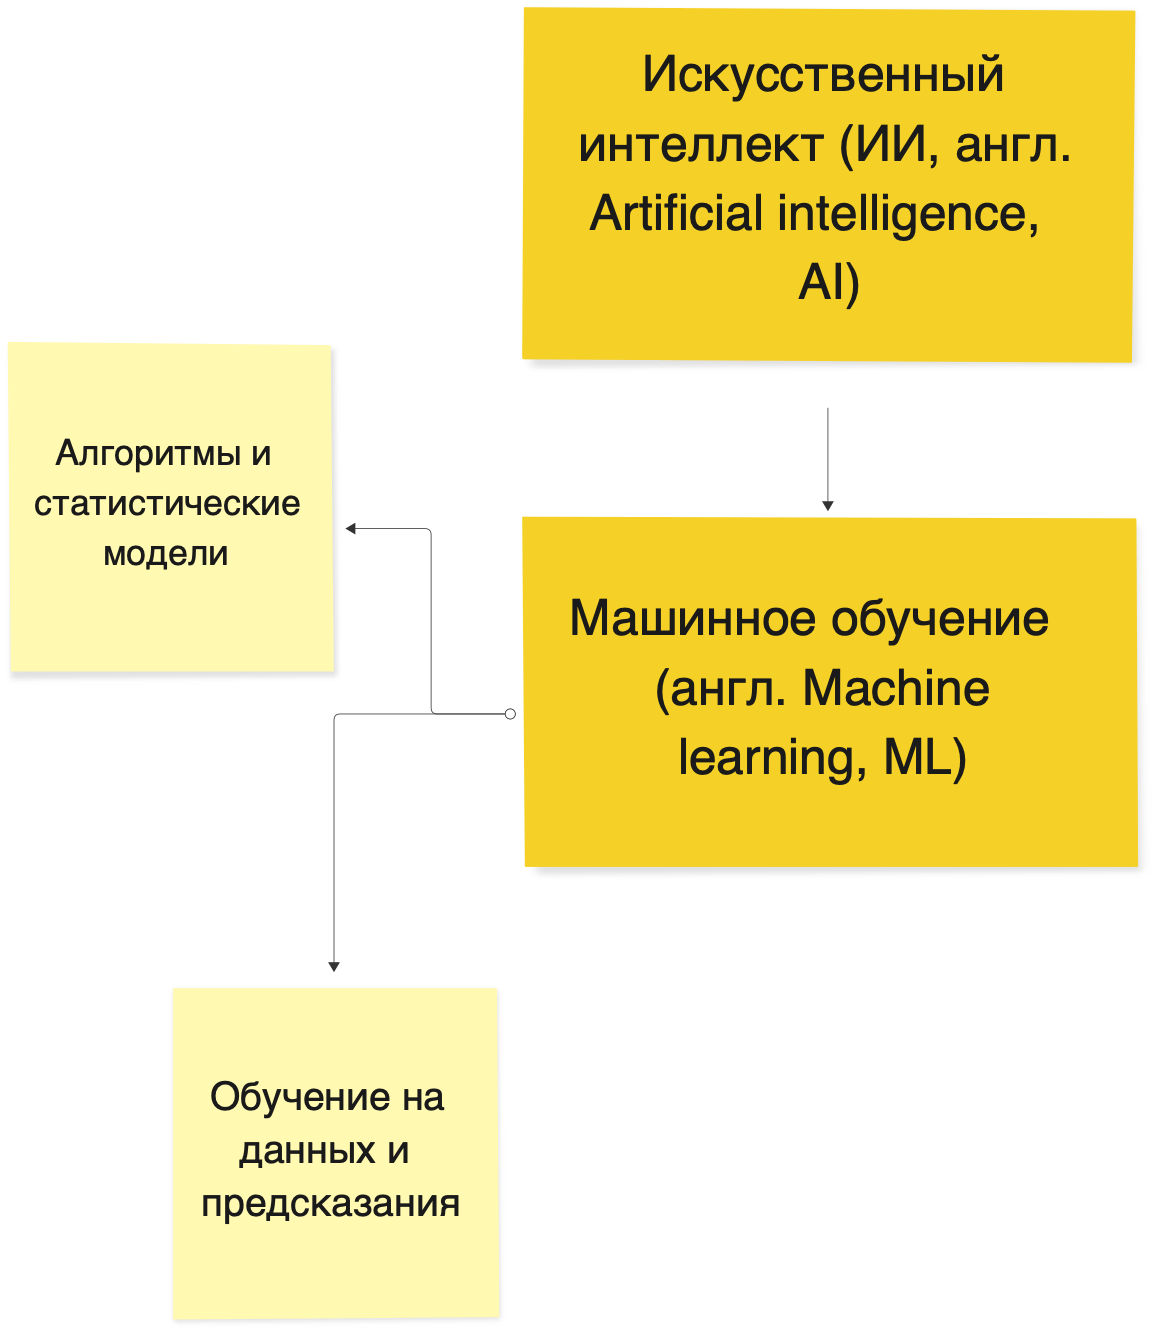 Искусственный
интеллект (ИИ, англ.
Artificial intelligence,
AI)
Алгоритмы и
статистические
модели
Машинное обучение
(англ. Machine
learning, ML)
Обучение на
данных и
предсказания